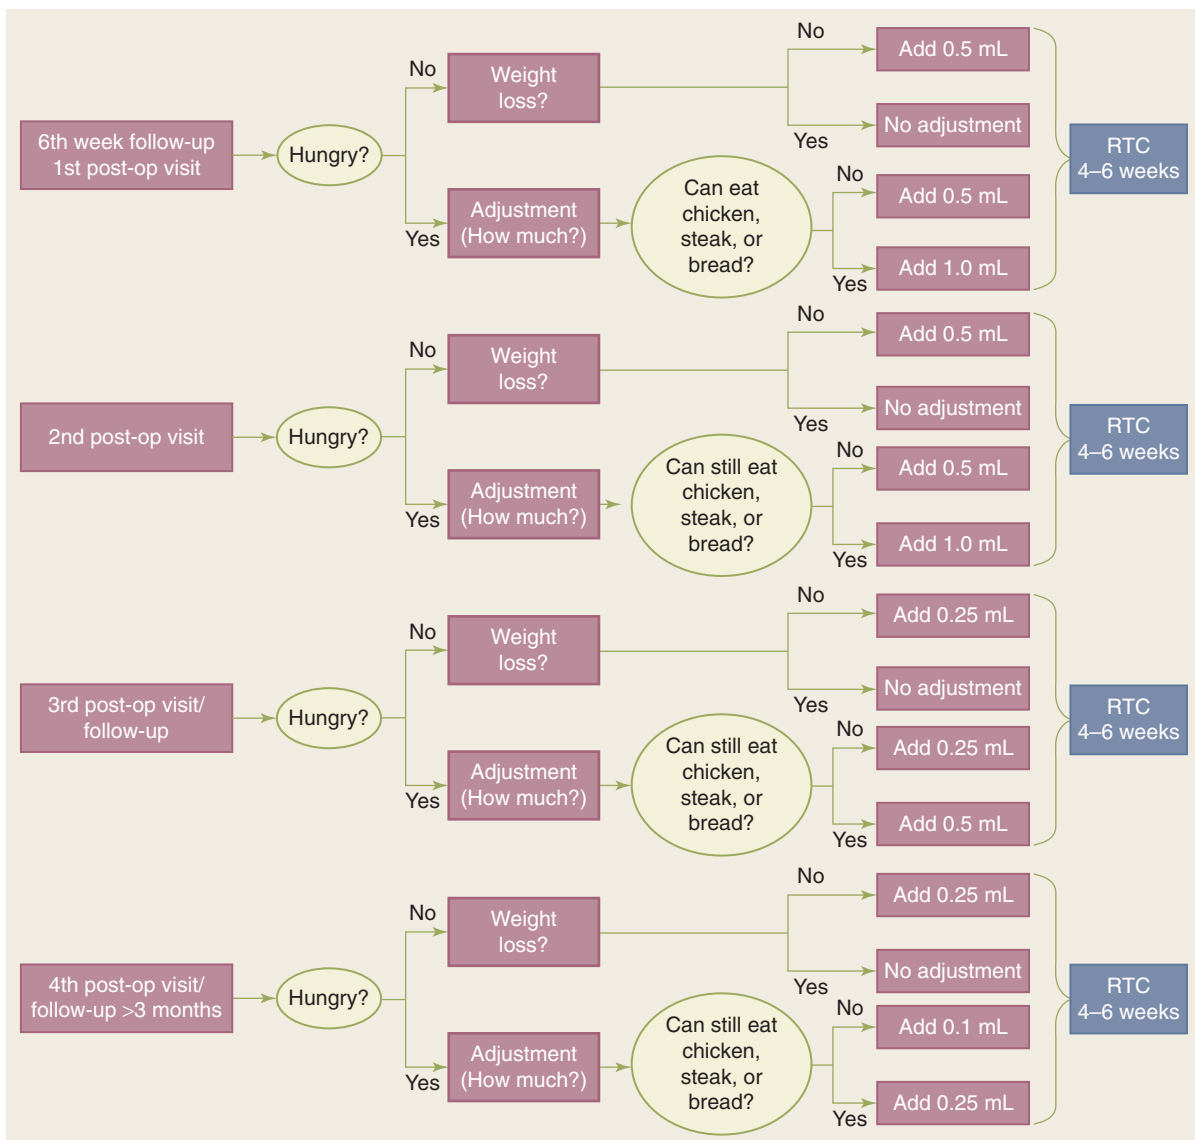 6th week follow-up
1st post-op visit
Hungry?
No
Weight
loss?
No
Add 0.5 mL
Yes
No adjustment
Yes
Adjustment
(How much?)
Can eat
chicken,
steak, or
bread?
No
Add 0.5 mL
Yes
Add 1.0 mL
RTC
4–6 weeks
2nd post-op visit
Hungry?
No
Weight
loss?
No
Add 0.5 mL
Yes
No adjustment
Yes
Adjustment
(How much?)
Can still eat
chicken,
steak, or
bread?
No
Add 0.5 mL
Yes
Add 1.0 mL
RTC
4–6 weeks
3rd post-op visit/
follow-up
Hungry?
No
Weight
loss?
No
Add 0.25 mL
Yes
No adjustment
Yes
Adjustment
(How much?)
Can still eat
chicken,
steak, or
bread?
No
Add 0.25 mL
Yes
Add 0.5 mL
RTC
4–6 weeks
4th post-op visit/
follow-up >3 months
Hungry?
No
Weight
loss?
No
Add 0.25 mL
Yes
No adjustment
Yes
Adjustment
(How much?)
Can still eat
chicken,
steak, or
bread?
No
Add 0.1 mL
Yes
Add 0.25 mL
RTC
4–6 weeks